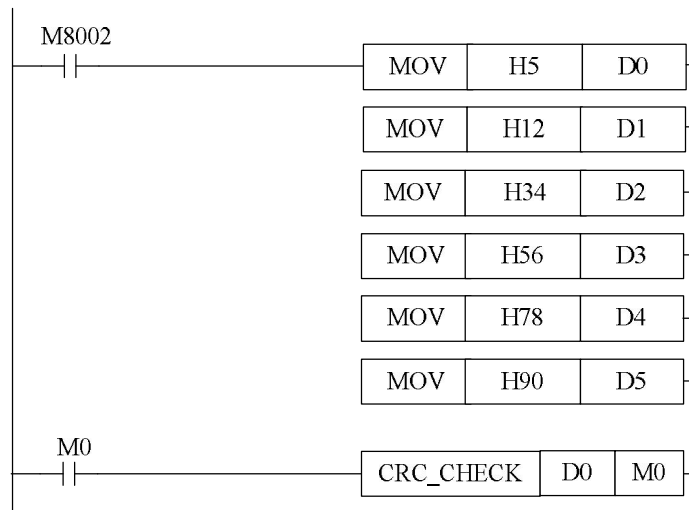 M8002
MOV H5 D0
MOV H12 D1
MOV H34 D2
MOV H56 D3
MOV H78 D4
MOV H90 D5
M0
CRC_CHECK D0 M0